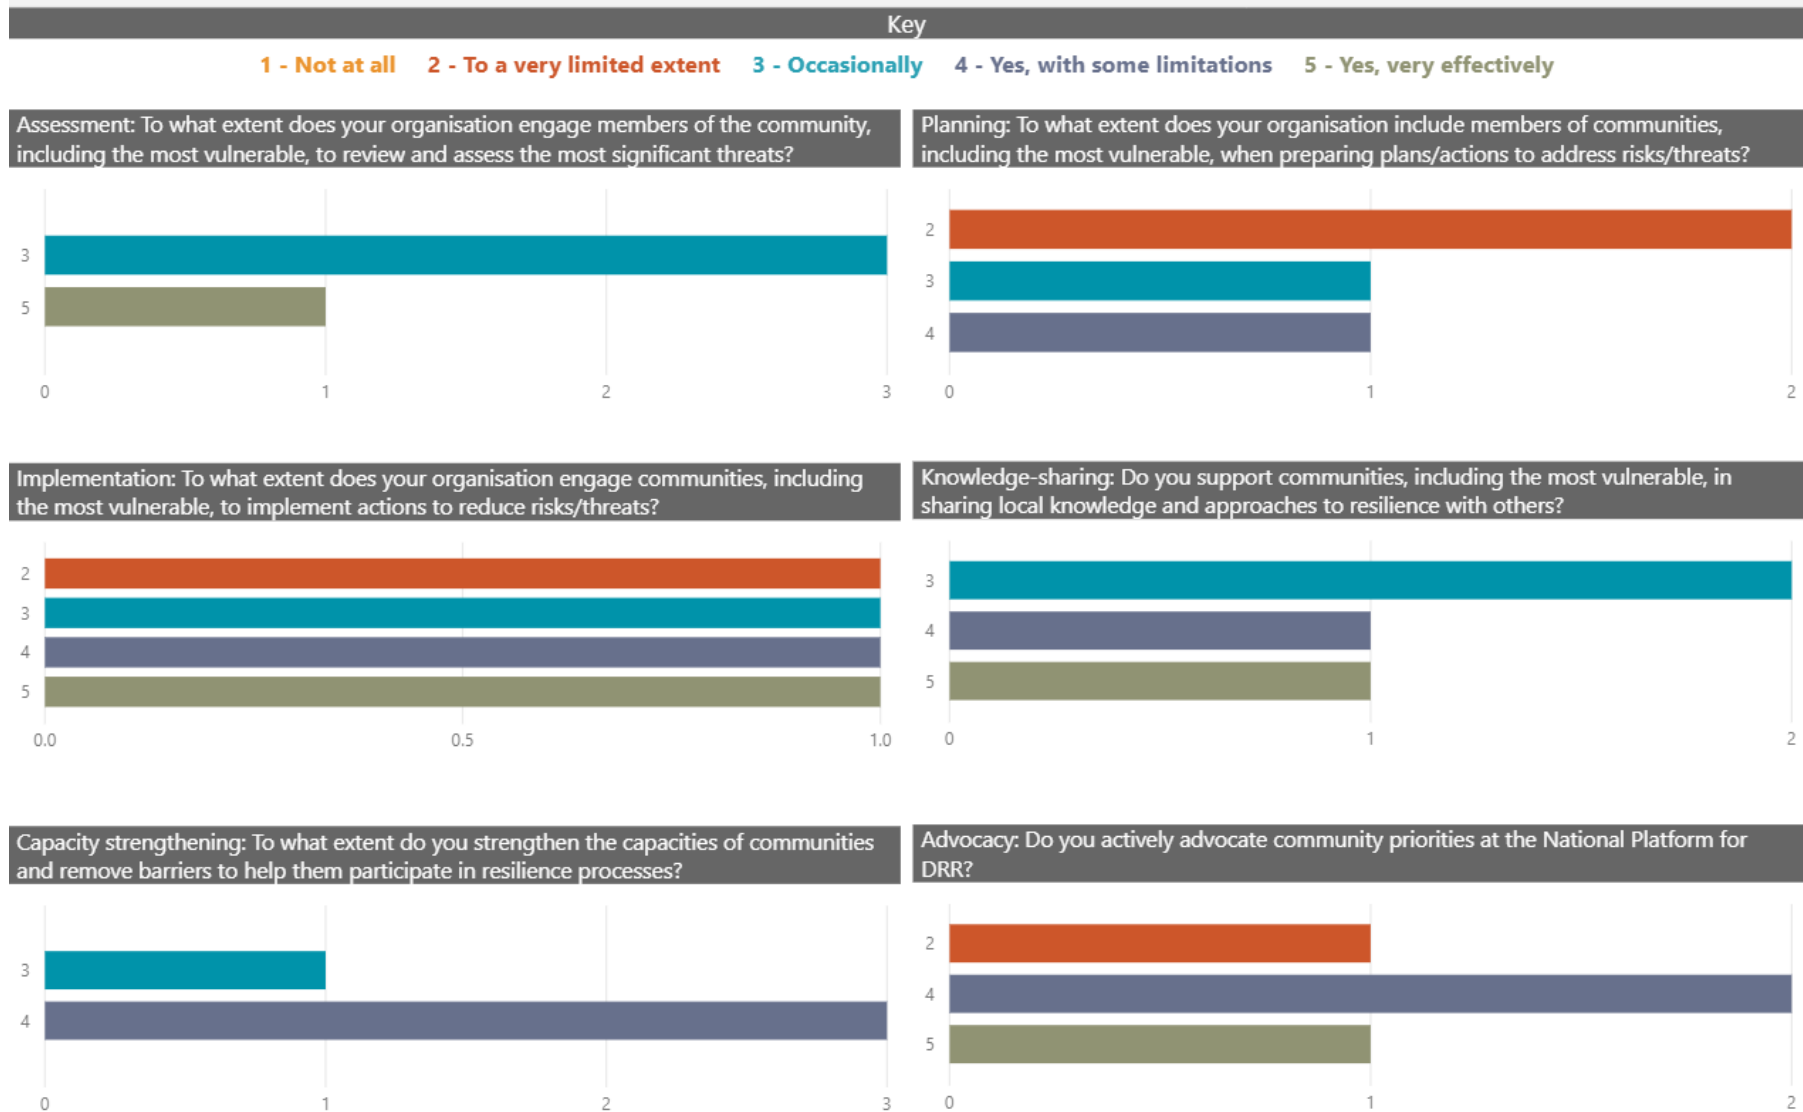 Key
1 - Not at all 2 - To a very limited extent 3 - Occasionally 4 - Yes, with some limitations 5 - Yes, very effectively
Assessment: To what extent does your organisation engage members of the community,
including the most vulnerable, to review and assess the most significant threats?
3
5
0 1 2 3
Planning: To what extent does your organisation include members of communities,
including the most vulnerable, when preparing plans/actions to address risks/threats?
2
3
4
0 1 2
Implementation: To what extent does your organisation engage communities, including
the most vulnerable, to implement actions to reduce risks/threats?
2
3
4
5
0.0 0.5 1.0
Knowledge-sharing: Do you support communities, including the most vulnerable, in
sharing local knowledge and approaches to resilience with others?
3
4
5
0 1 2
Capacity strengthening: To what extent do you strengthen the capacities of communities
and remove barriers to help them participate in resilience processes?
3
4
0 1 2 3
Advocacy: Do you actively advocate community priorities at the National Platform for
DRR?
2
4
5
0 1 2